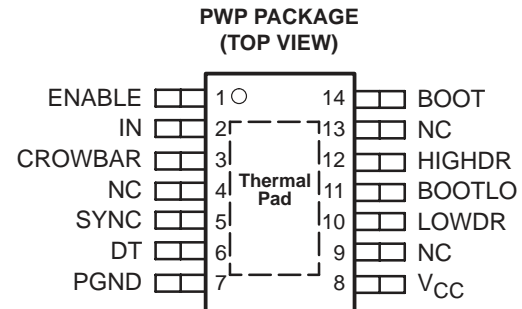 PWP PACKAGE
(TOP VIEW)
ENABLE 1 14 BOOT
IN 2 13 NC
CROWBAR 3 12 HIGHDR
NC 4 Thermal Pad 11 BOOTLO
SYNC 5 10 LOWDR
DT 6 9 NC
PGND 7 8 VCC